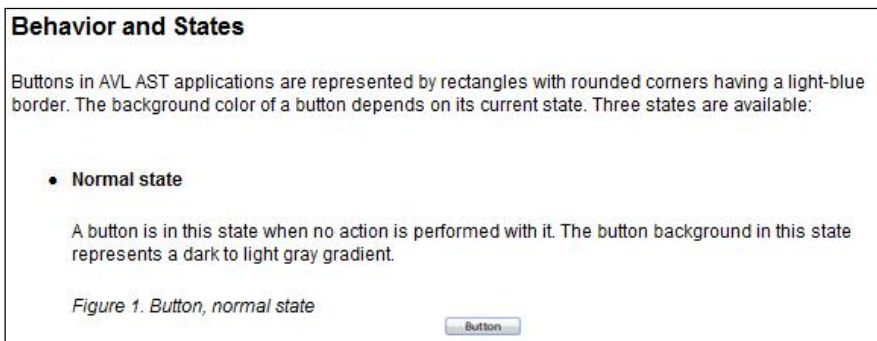 Behavior and States
Buttons in AVL AST applications are represented by rectangles with rounded corners having a light-blue
border. The background color of a button depends on its current state. Three states are available:
• Normal state
A button is in this state when no action is performed with it. The button background in this state
represents a dark to light gray gradient.
Figure 1. Button, normal state
Button